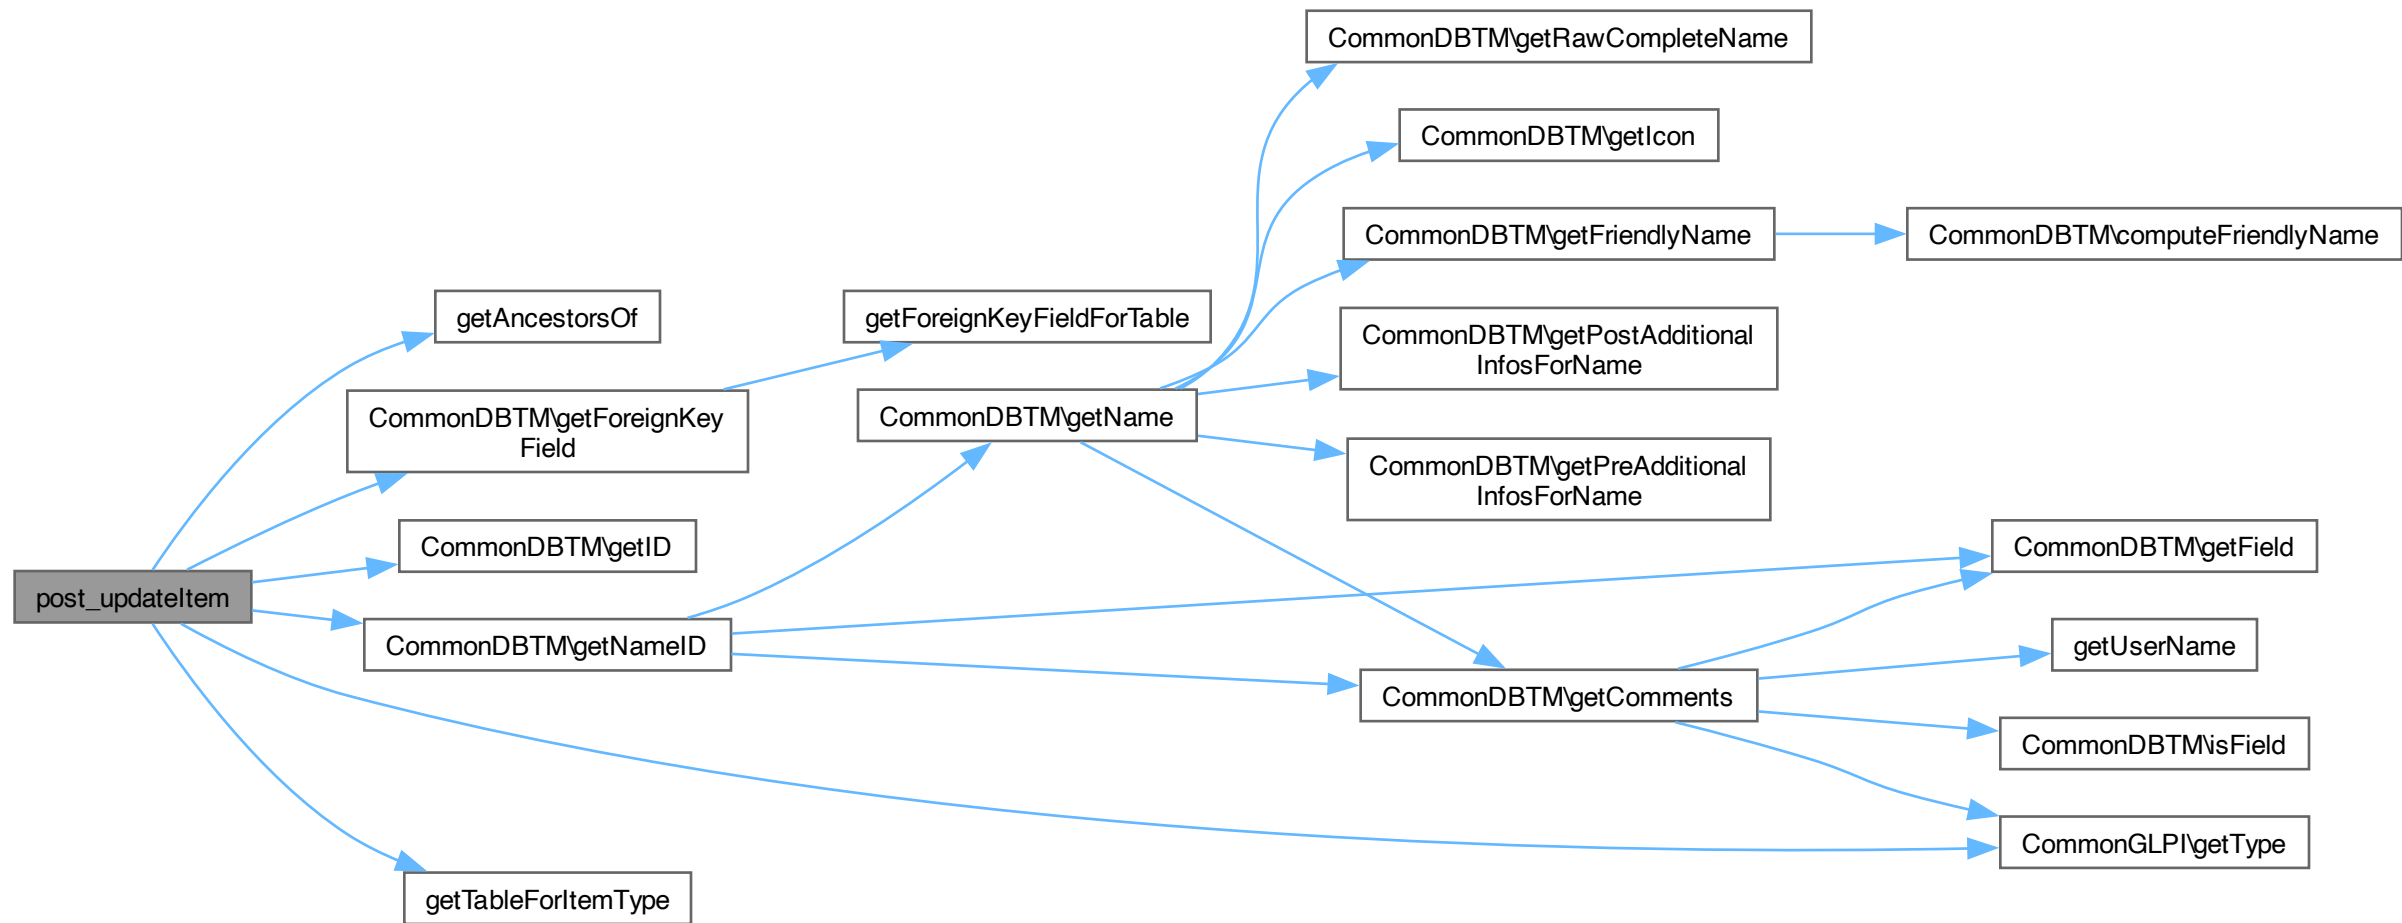 CommonDBTM\getRawCompleteName
CommonDBTM\getIcon
CommonDBTM\getFriendlyName
CommonDBTM\computeFriendlyName
getAncestorsOf
getForeignKeyFieldForTable
CommonDBTM\getPostAdditional
InfosForName
CommonDBTM\getForeignKey
Field
CommonDBTM\getName
CommonDBTM\getPreAdditional
InfosForName
CommonDBTM\getID
CommonDBTM\getField
post_updateItem
CommonDBTM\getNameID
getUserName
CommonDBTM\getComments
CommonDBTM\isField
CommonGLPI\getType
getTableForItemType